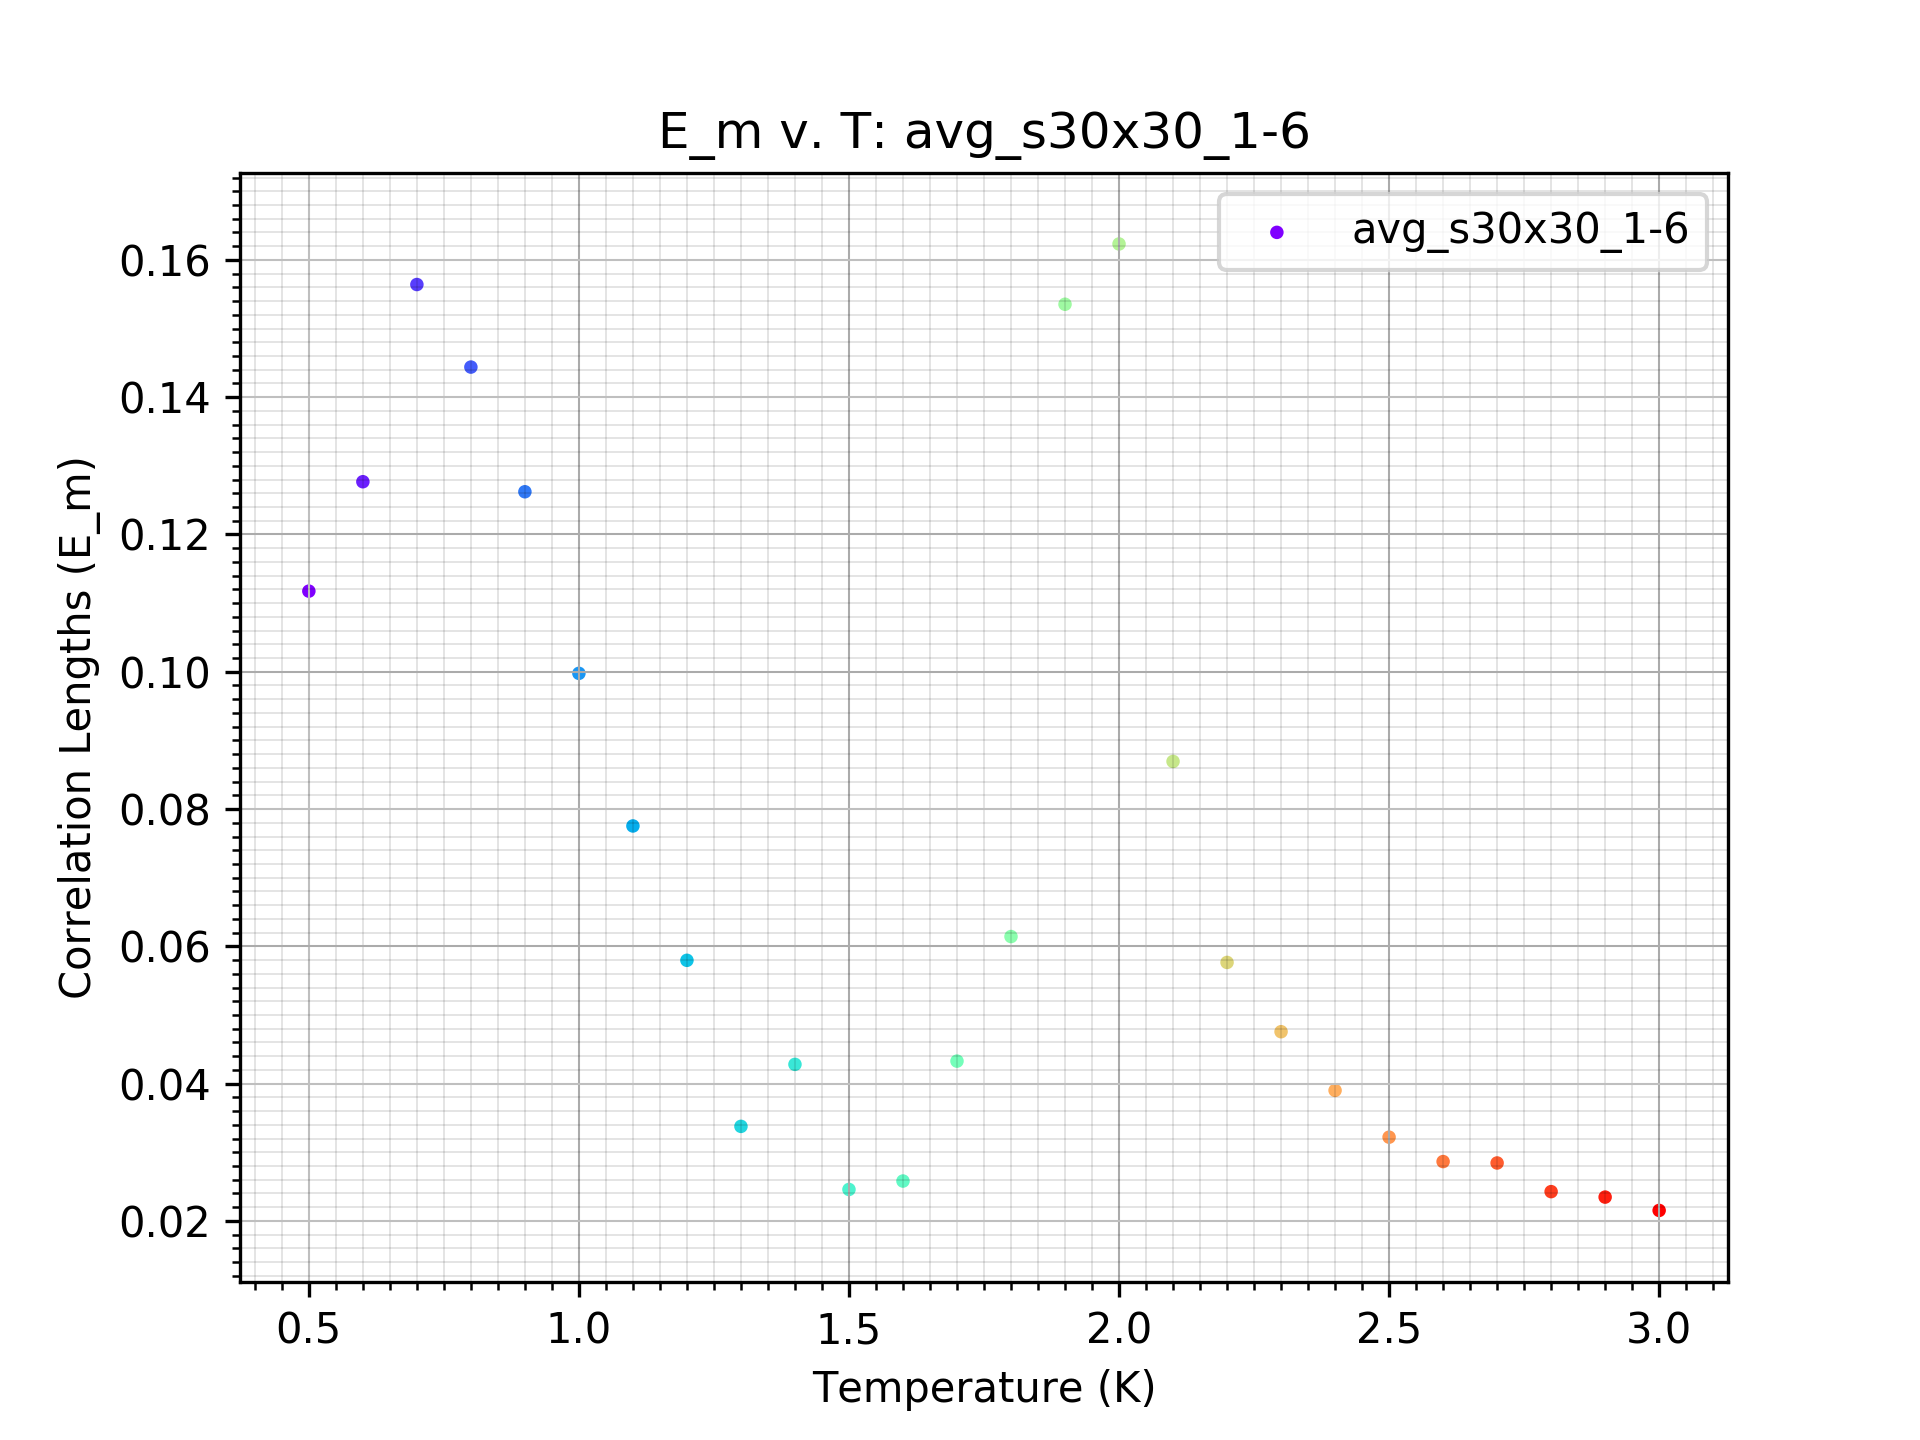 E_m v. T: avg_s30x30_1-6
avg_s30x30_1-6
Correlation Lengths (E_m)
0.16
0.14
0.12
0.10
0.08
0.06
0.04
0.02
0.5 1.0 1.5 2.0 2.5 3.0
Temperature (K)